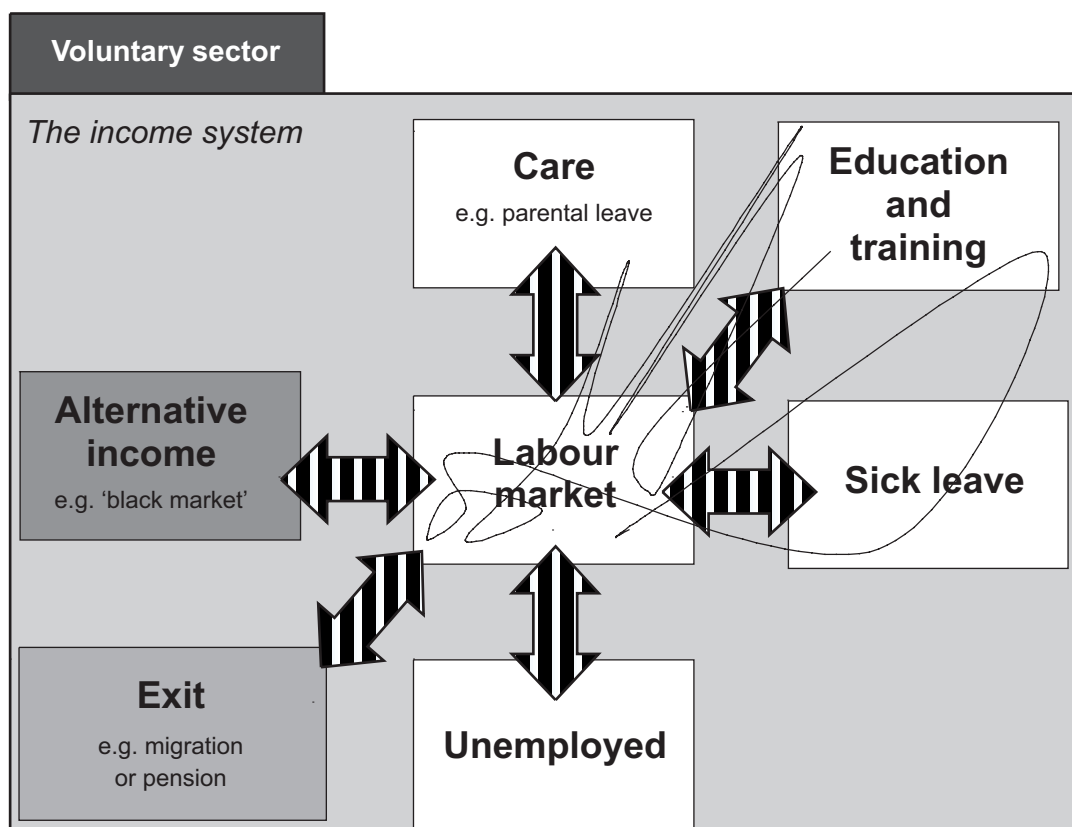 Voluntary sector
The income system
Care
e.g. parental leave
Education
and
training
Alternative
income
e.g. ‘black market’
Labour
market
Sick leave
Exit
e.g. migration
or pension
Unemployed